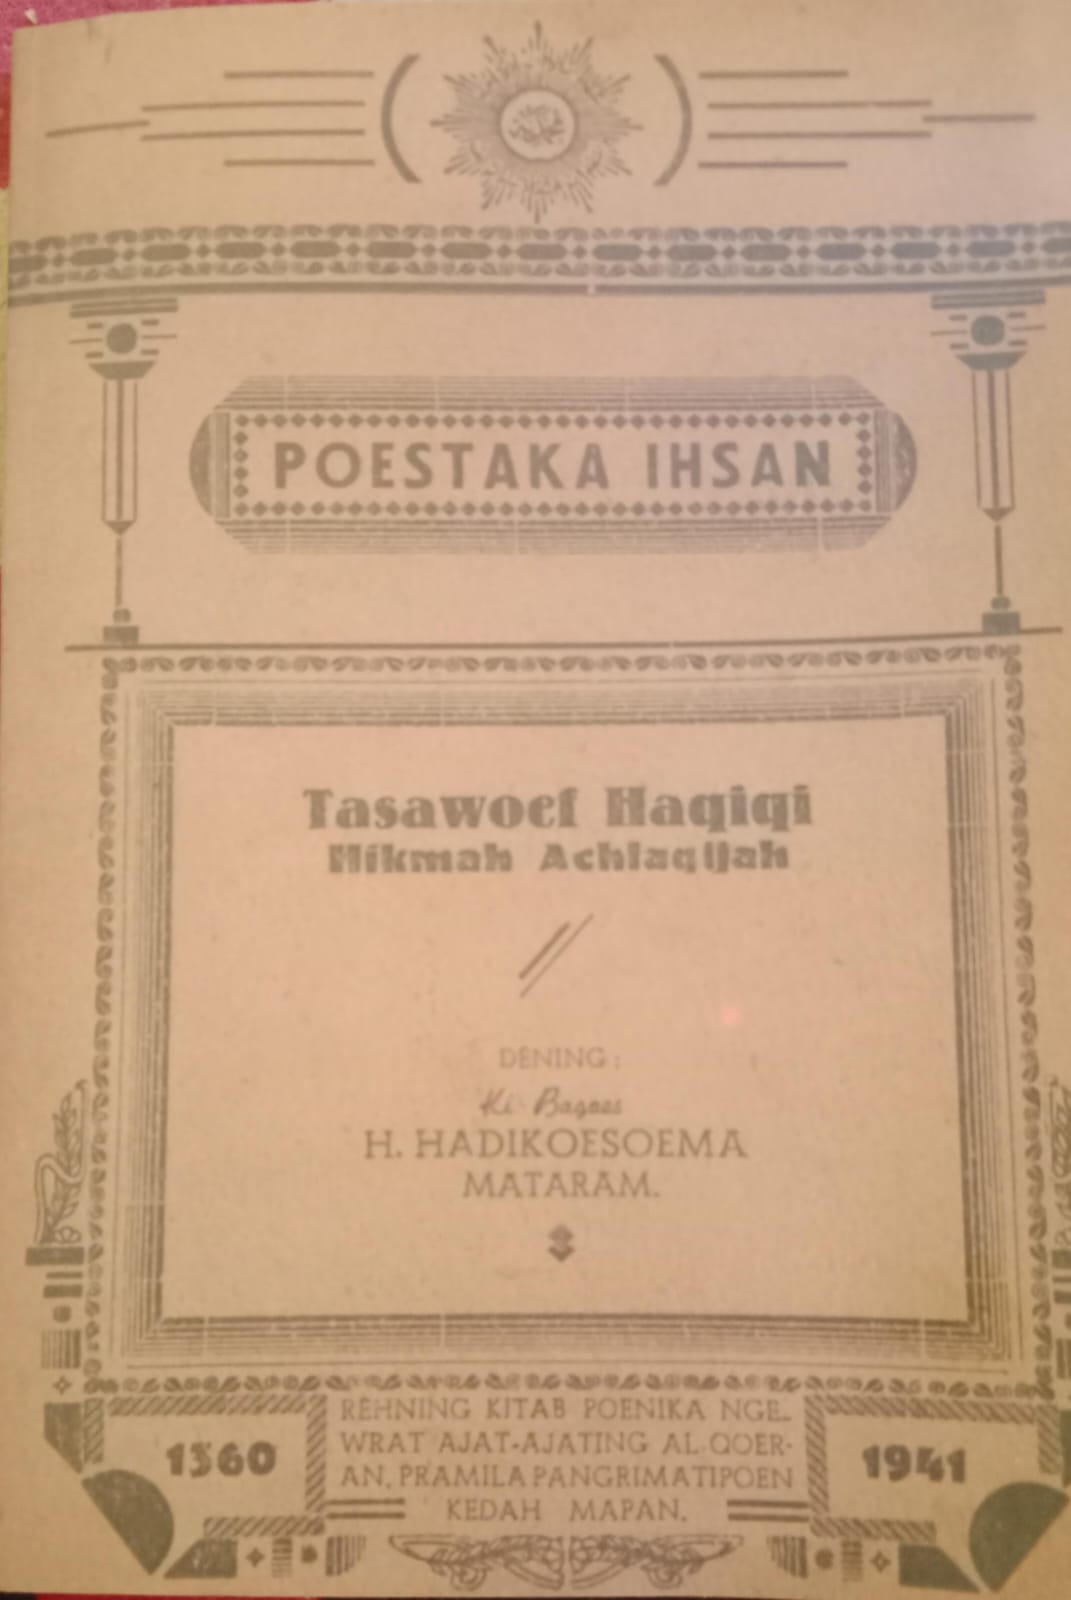 POESTAKA IHSAN
Tasawoef Haqiqi
Hikmah Achlaqijah
DENING:
Ki Bagoes
H. HADIKOESOEMA
MATARAM.
REHNING KITAB POENIKA NGE-
WRAT AJAT-AJATING AL QOER-
AN, PRAMILA PANGRIMATIPOEN
KEDAH MAPAN.
1360
1941